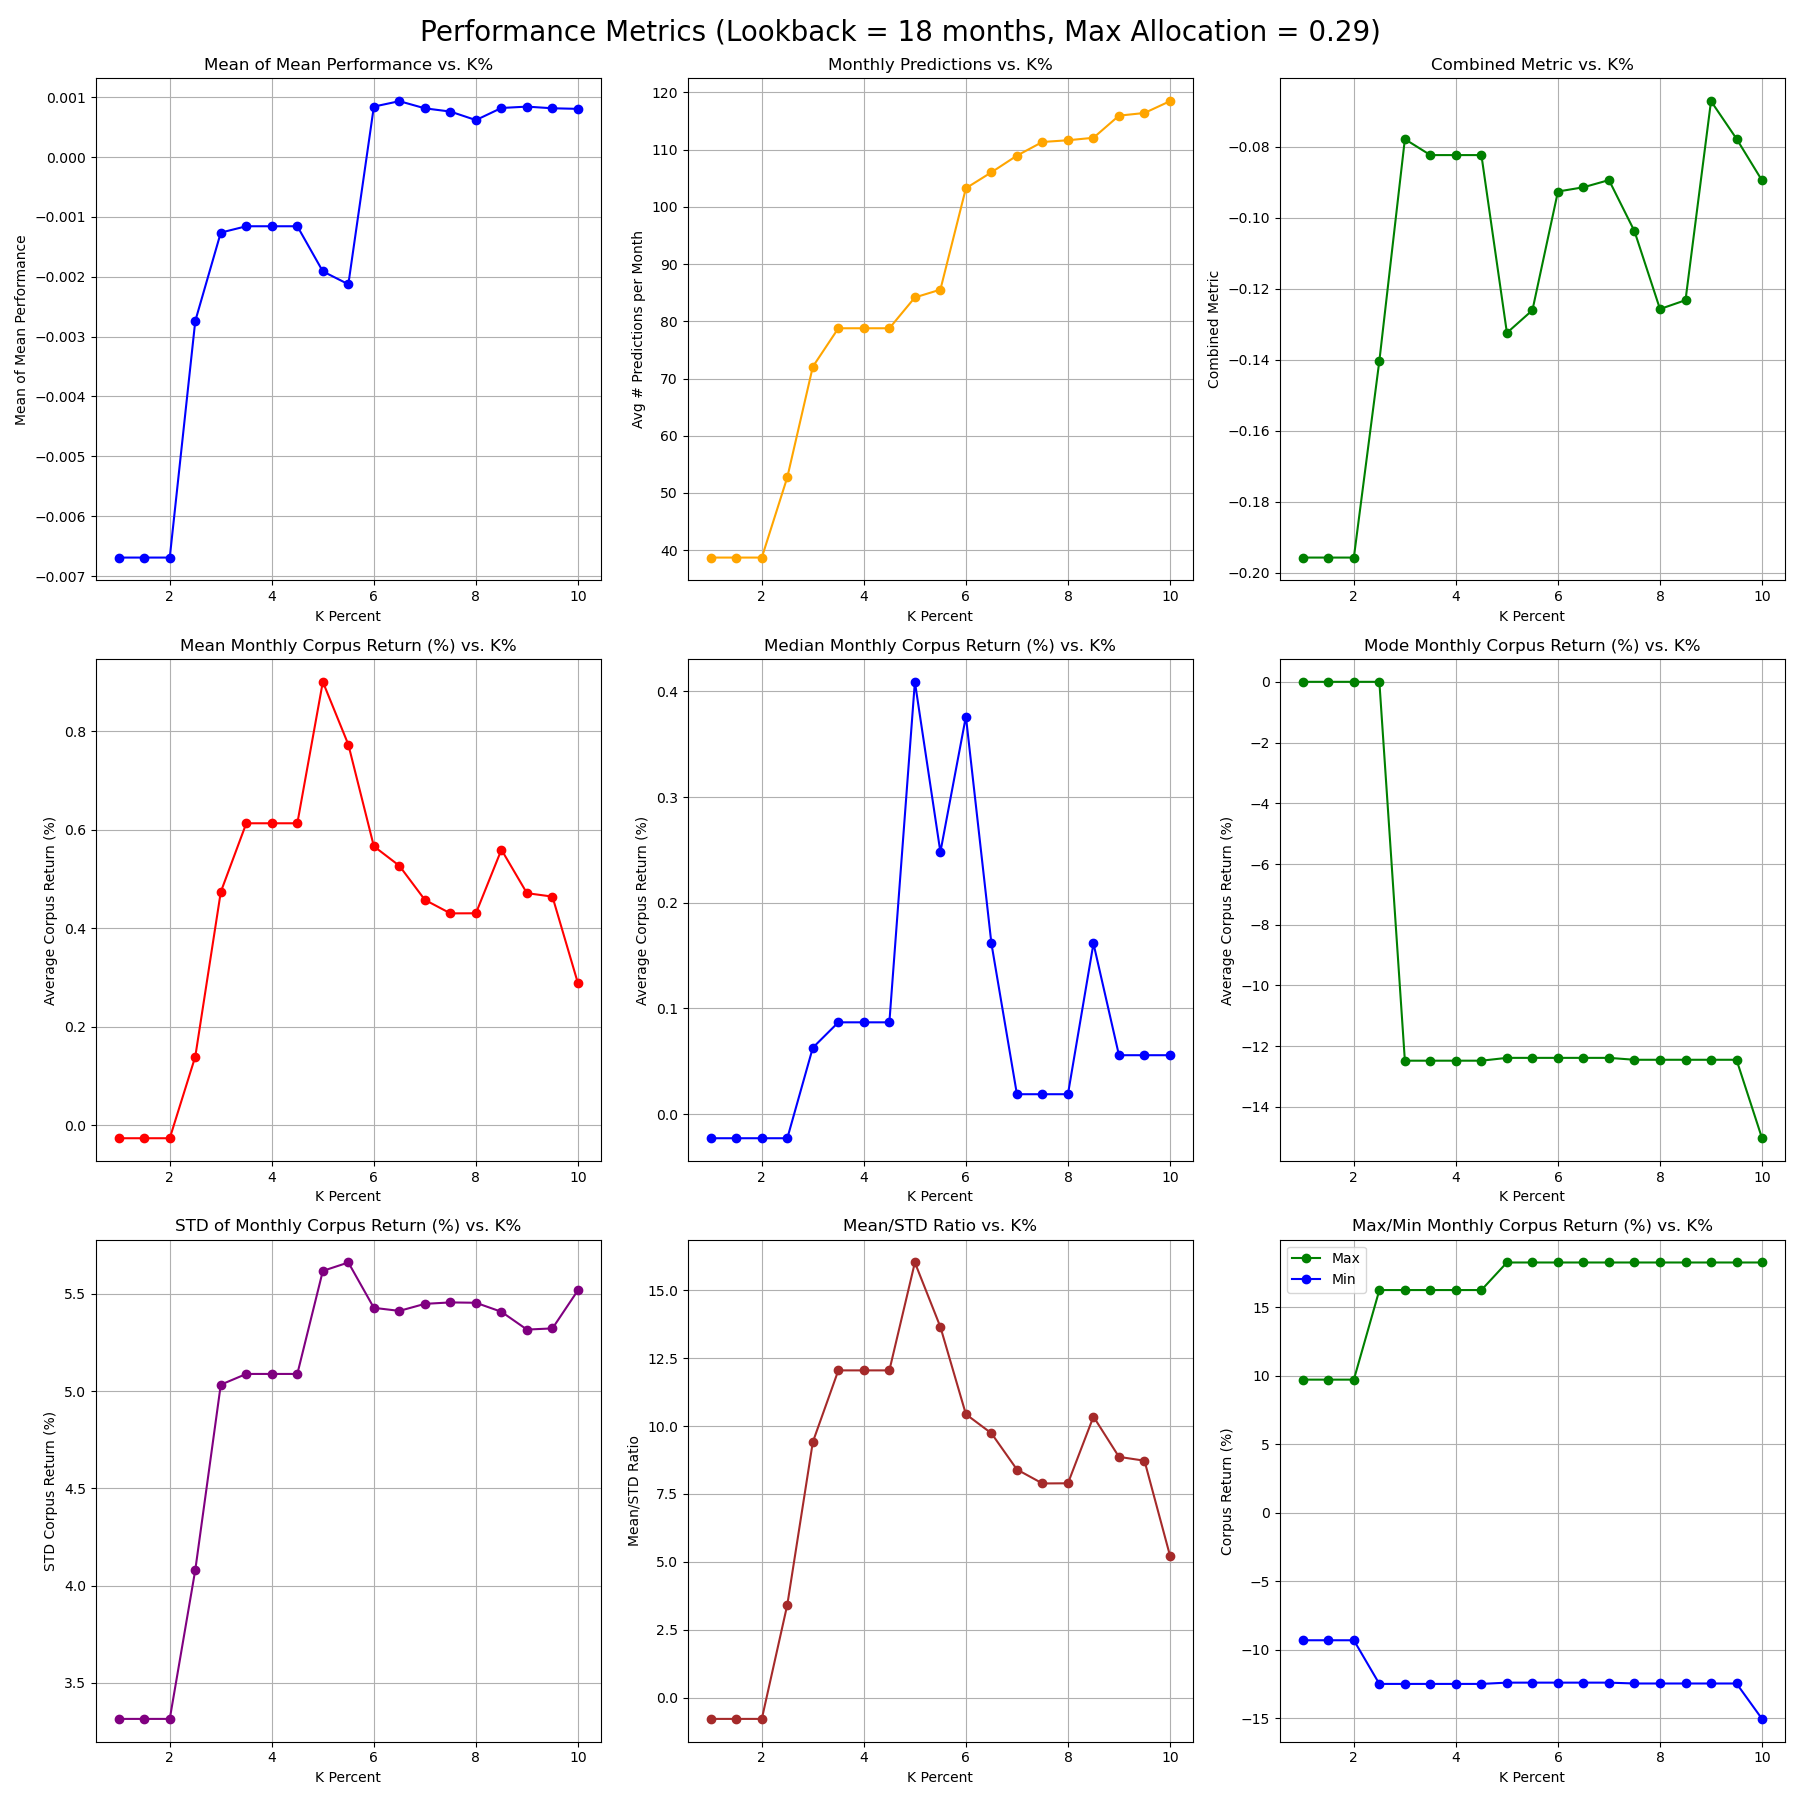 Performance Metrics (Lookback = 18 months, Max Allocation = 0.29)
Mean of Mean Performance vs. K%
Mean of Mean Performance
0.001
0.000
−0.001
−0.002
−0.003
−0.004
−0.005
−0.006
−0.007
2 4 6 8 10
K Percent
Monthly Predictions vs. K%
Avg # Predictions per Month
120
110
100
90
80
70
60
50
40
2 4 6 8 10
K Percent
Combined Metric vs. K%
Combined Metric
−0.08
−0.10
−0.12
−0.14
−0.16
−0.18
−0.20
2 4 6 8 10
K Percent
Mean Monthly Corpus Return (%) vs. K%
Average Corpus Return (%)
0.8
0.6
0.4
0.2
0.0
2 4 6 8 10
K Percent
Median Monthly Corpus Return (%) vs. K%
Average Corpus Return (%)
0.4
0.3
0.2
0.1
0.0
2 4 6 8 10
K Percent
Mode Monthly Corpus Return (%) vs. K%
Average Corpus Return (%)
0
−2
−4
−6
−8
−10
−12
−14
2 4 6 8 10
K Percent
STD of Monthly Corpus Return (%) vs. K%
STD Corpus Return (%)
5.5
5.0
4.5
4.0
3.5
2 4 6 8 10
K Percent
Mean/STD Ratio vs. K%
Mean/STD Ratio
15.0
12.5
10.0
7.5
5.0
2.5
0.0
2 4 6 8 10
K Percent
Max/Min Monthly Corpus Return (%) vs. K%
Max
Min
Corpus Return (%)
15
10
5
0
−5
−10
−15
2 4 6 8 10
K Percent